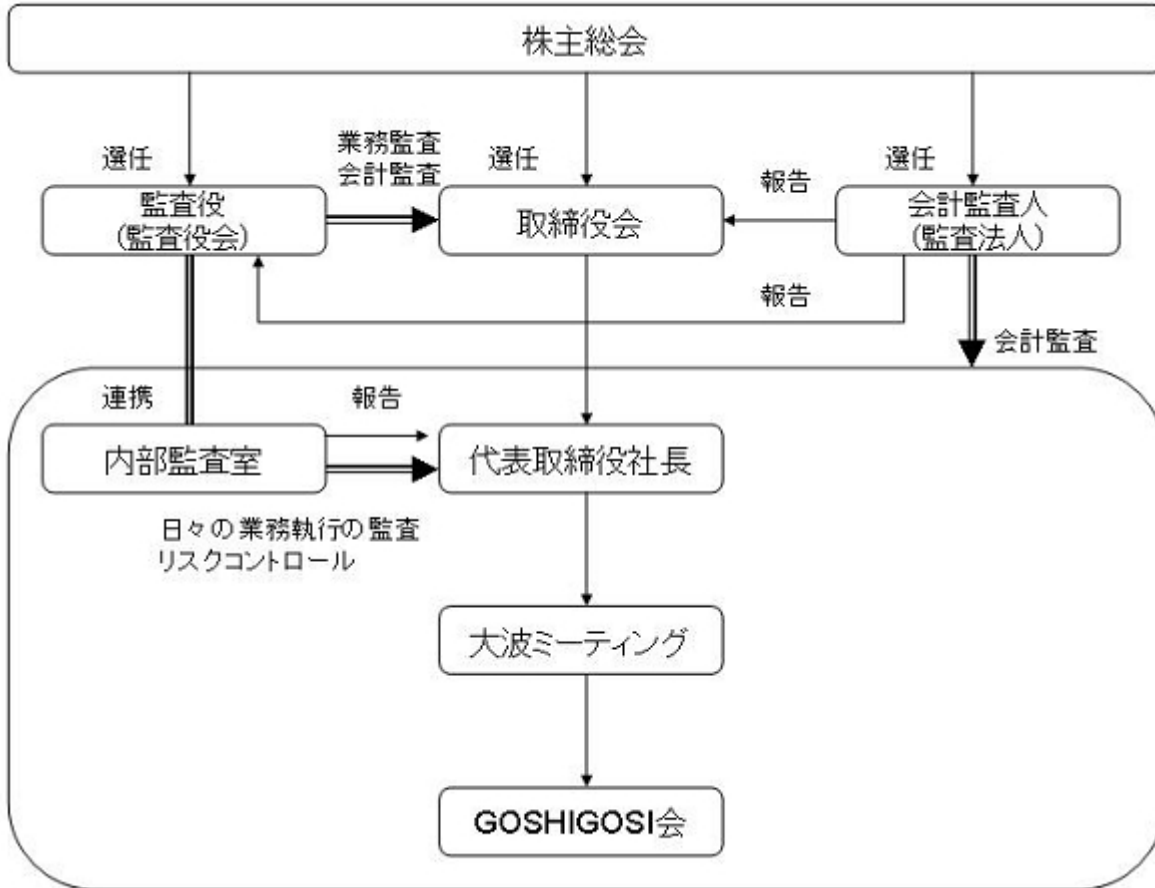 株主総会
選任
業務監査
会計監査
選任
報告
選任
監査役
(監査役会)
取締役会
会計監査人
(監査法人)
報告
会計監査
連携
報告
内部監査室
代表取締役社長
日々の業務執行の監査
リスクコントロール
大波ミーティング
GOSHIGOSI会